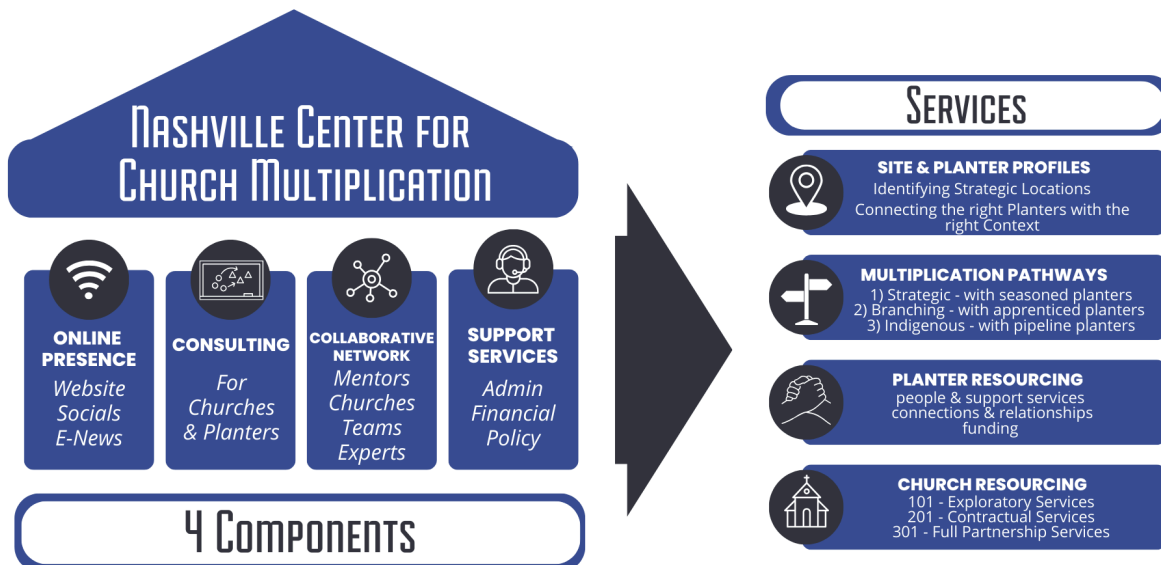 Nashville Center for
Church Multiplication
ONLINE
PRESENCE
Website
Socials
E-News
CONSULTING
For
Churches
& Planters
COLLABORATIVE
NETWORK
Mentors
Churches
Teams
Experts
SUPPORT
SERVICES
Admin
Financial
Policy
4 Components
Services
SITE & PLANTER PROFILES
Identifying Strategic Locations
Connecting the right Planters with the
right Context
MULTIPLICATION PATHWAYS
1) Strategic - with seasoned planters
2) Branching - with apprenticed planters
3) Indigenous - with pipeline planters
PLANTER RESOURCING
people & support services
connections & relationships
funding
CHURCH RESOURCING
101 - Exploratory Services
201 - Contractual Services
301 - Full Partnership Services